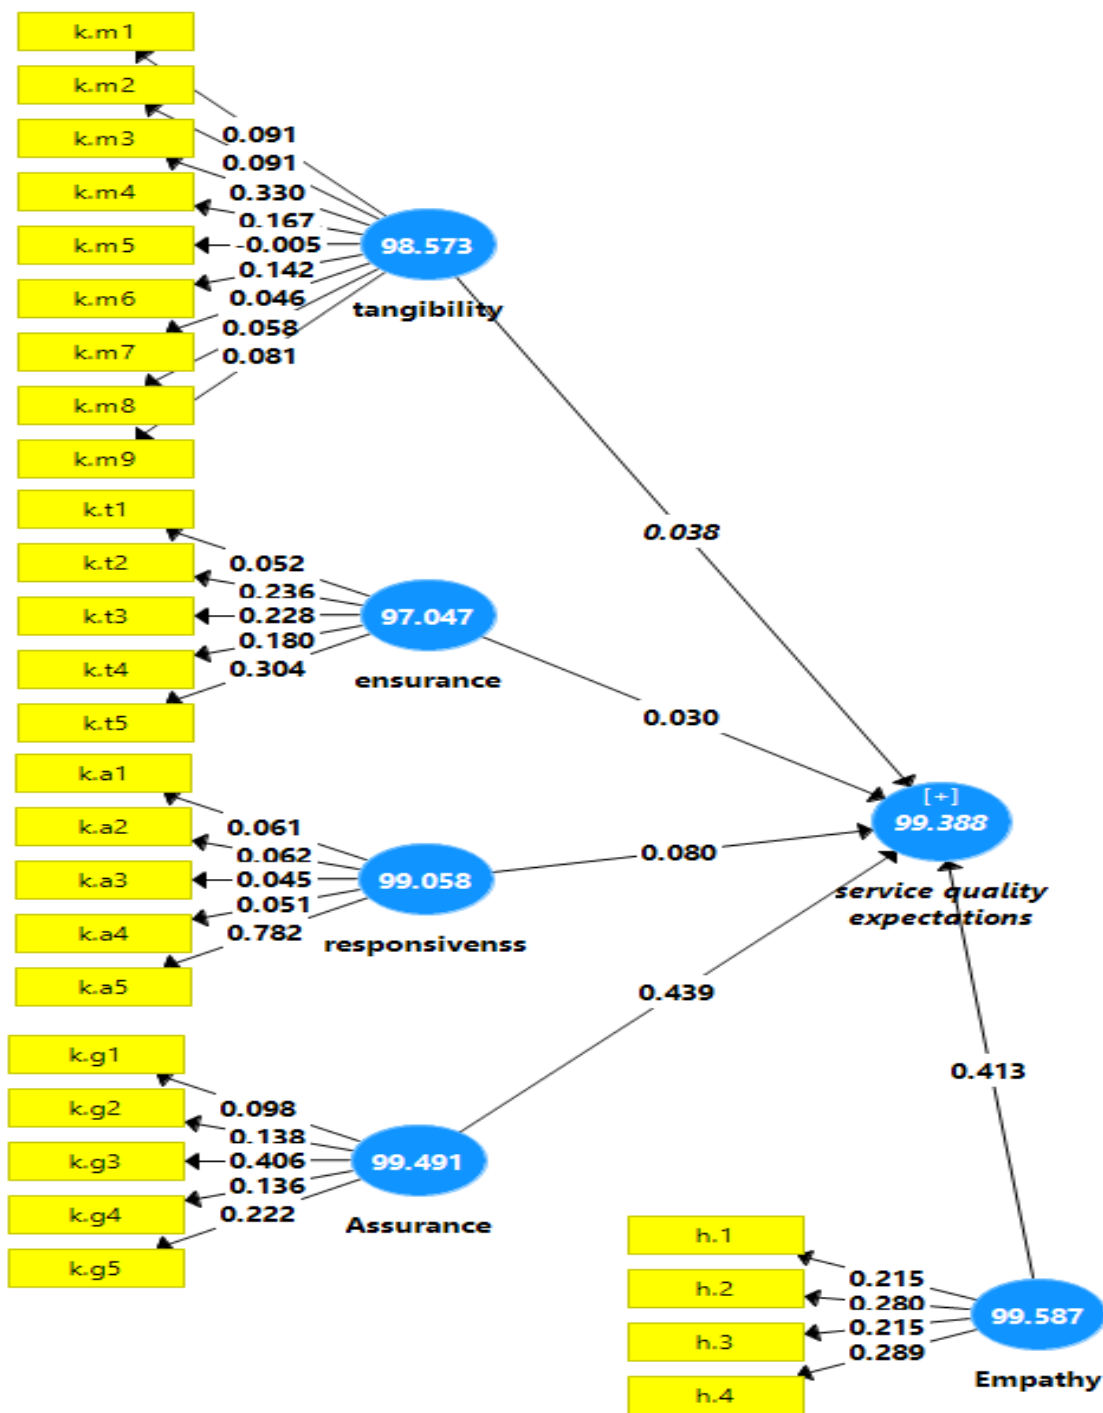 k.m1
k.m2
k.m3
k.m4
k.m5
k.m6
k.m7
k.m8
k.m9
0.091
0.091
0.330
0.167
-0.005
0.142
0.046
0.058
0.081
98.573
tangibility
0.038
k.t1
k.t2
k.t3
k.t4
k.t5
0.052
0.236
0.228
0.180
0.304
97.047
ensurance
0.030
k.a1
k.a2
k.a3
k.a4
k.a5
0.061
0.062
0.045
0.051
0.782
99.058
responsivenss
0.080
[+]
99.388
service quality
expectations
k.g1
k.g2
k.g3
k.g4
k.g5
0.098
0.138
0.406
0.136
0.222
99.491
Assurance
0.439
0.413
h.1
h.2
h.3
h.4
0.215
0.280
0.215
0.289
99.587
Empathy